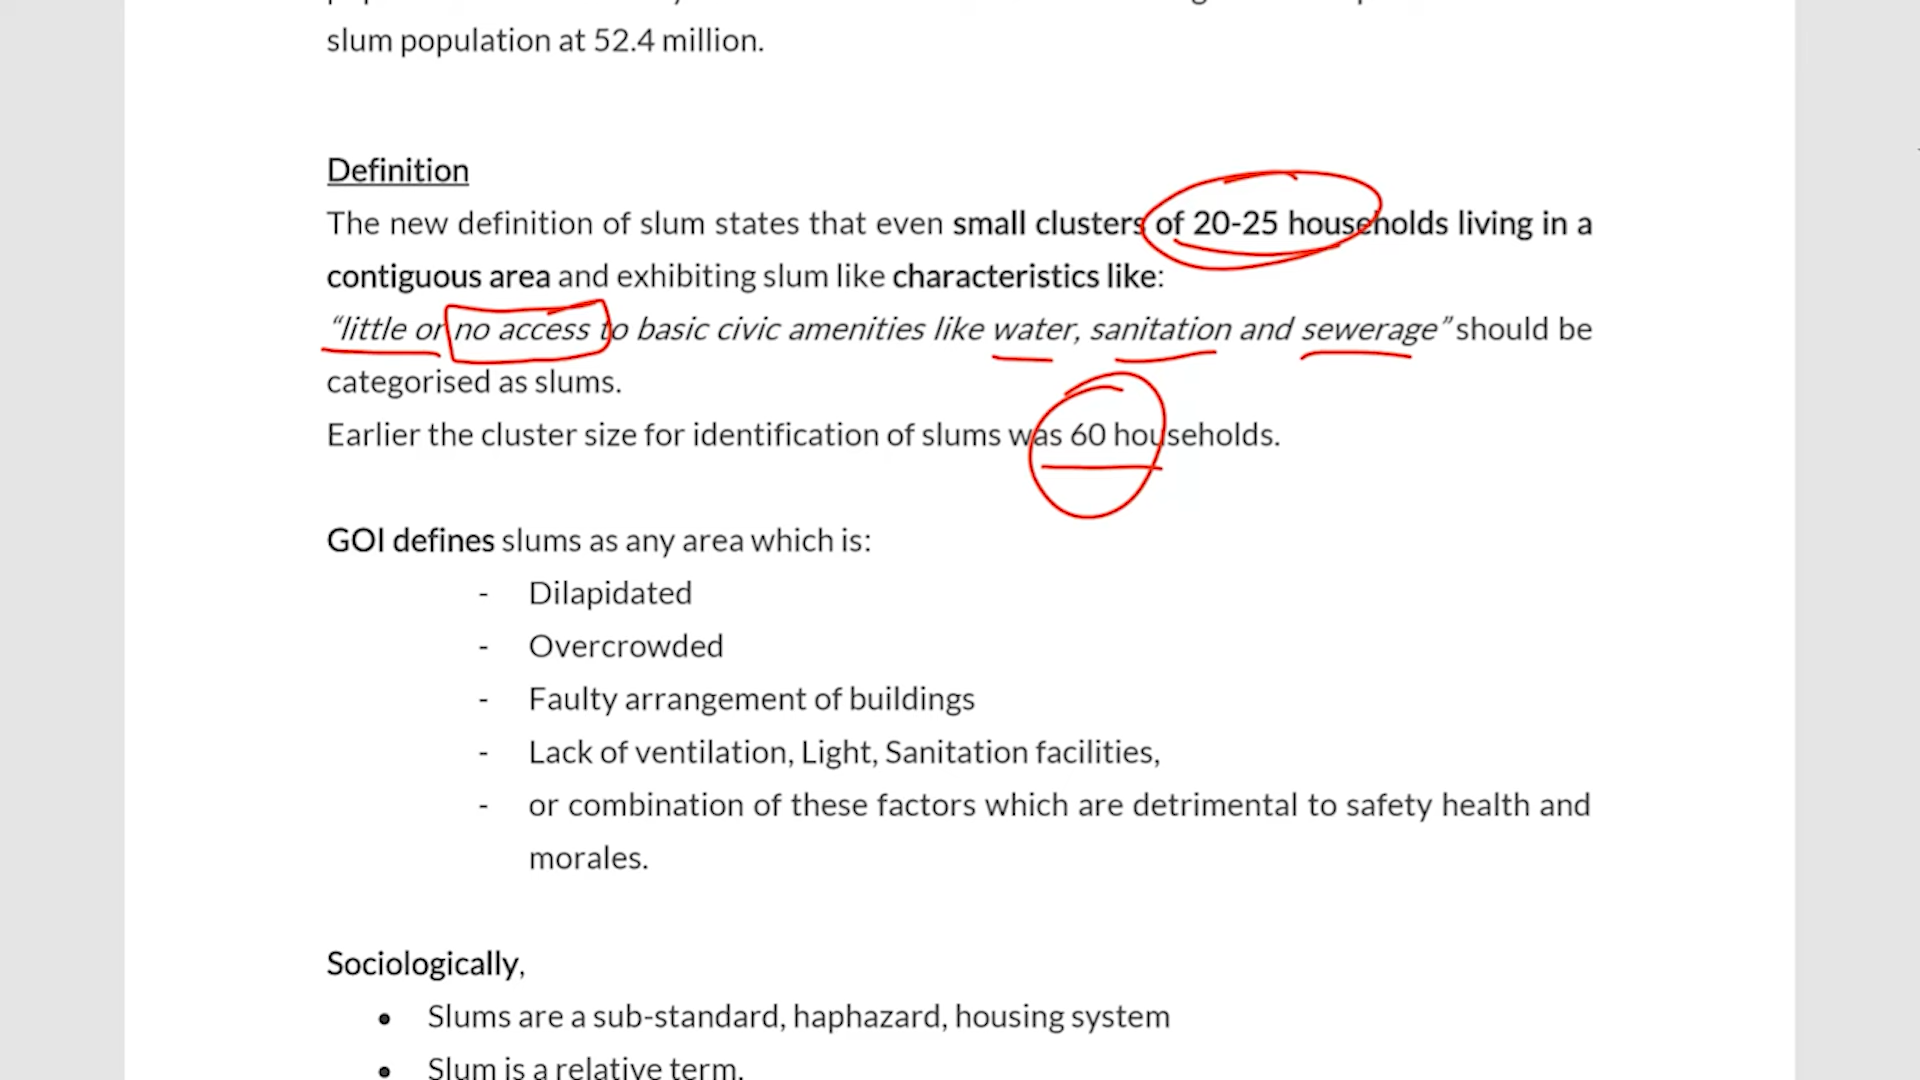 slum population at 52.4 million.
Definition
The new definition of slum states that even small clusters of 20-25 households living in a
contiguous area and exhibiting slum like characteristics like:
“little or no access to basic civic amenities like water, sanitation and sewerage” should be
categorised as slums.
Earlier the cluster size for identification of slums was 60 households.
GOI defines slums as any area which is:
- Dilapidated
- Overcrowded
- Faulty arrangement of buildings
- Lack of ventilation, Light, Sanitation facilities,
- or combination of these factors which are detrimental to safety health and
morales.
Sociologically,
• Slums are a sub-standard, haphazard, housing system
• Slum is a relative term.